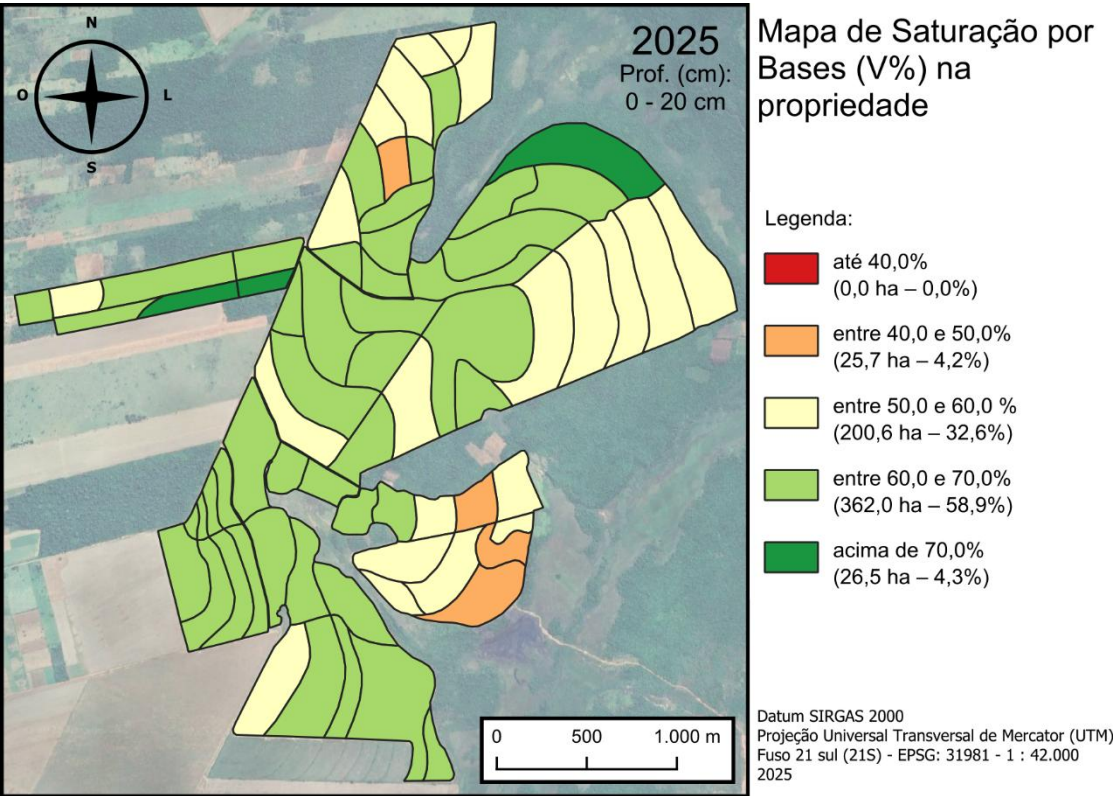 N
O
L
S
2025
Prof. (cm):
0 - 20 cm
0
500
1.000 m
Mapa de Saturação por
Bases (V%) na
propriedade
Legenda:
até 40,0%
(0,0 ha – 0,0%)
entre 40,0 e 50,0%
(25,7 ha – 4,2%)
entre 50,0 e 60,0 %
(200,6 ha – 32,6%)
entre 60,0 e 70,0%
(362,0 ha – 58,9%)
acima de 70,0%
(26,5 ha – 4,3%)
Datum SIRGAS 2000
Projeção Universal Transversal de Mercator (UTM)
Fuso 21 sul (21S) - EPSG: 31981 - 1 : 42.000
2025